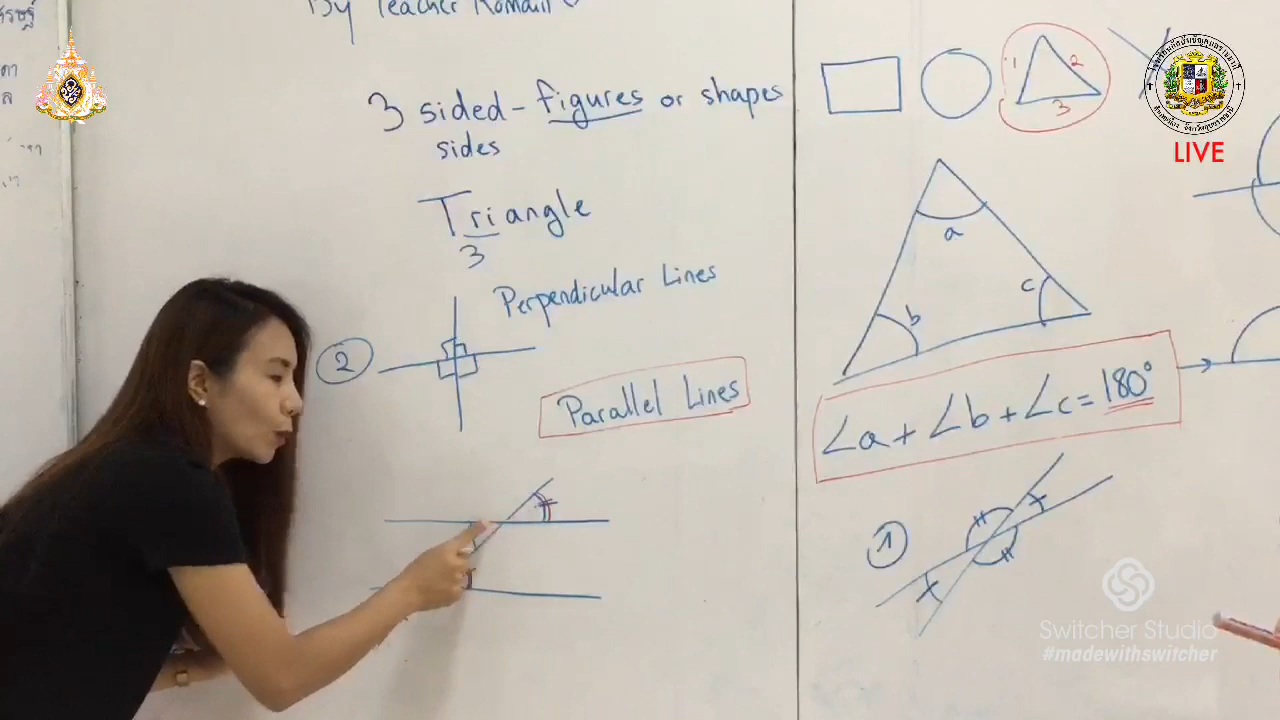 By Teacher Romain
3 sided - figures or shapes
sides
Triangle
3
Perpendicular Lines
2
Parallel Lines
1
2
3
a
b
c
∠a + ∠b + ∠c = 180°
1
LIVE
Switcher Studio
#madewithswitcher